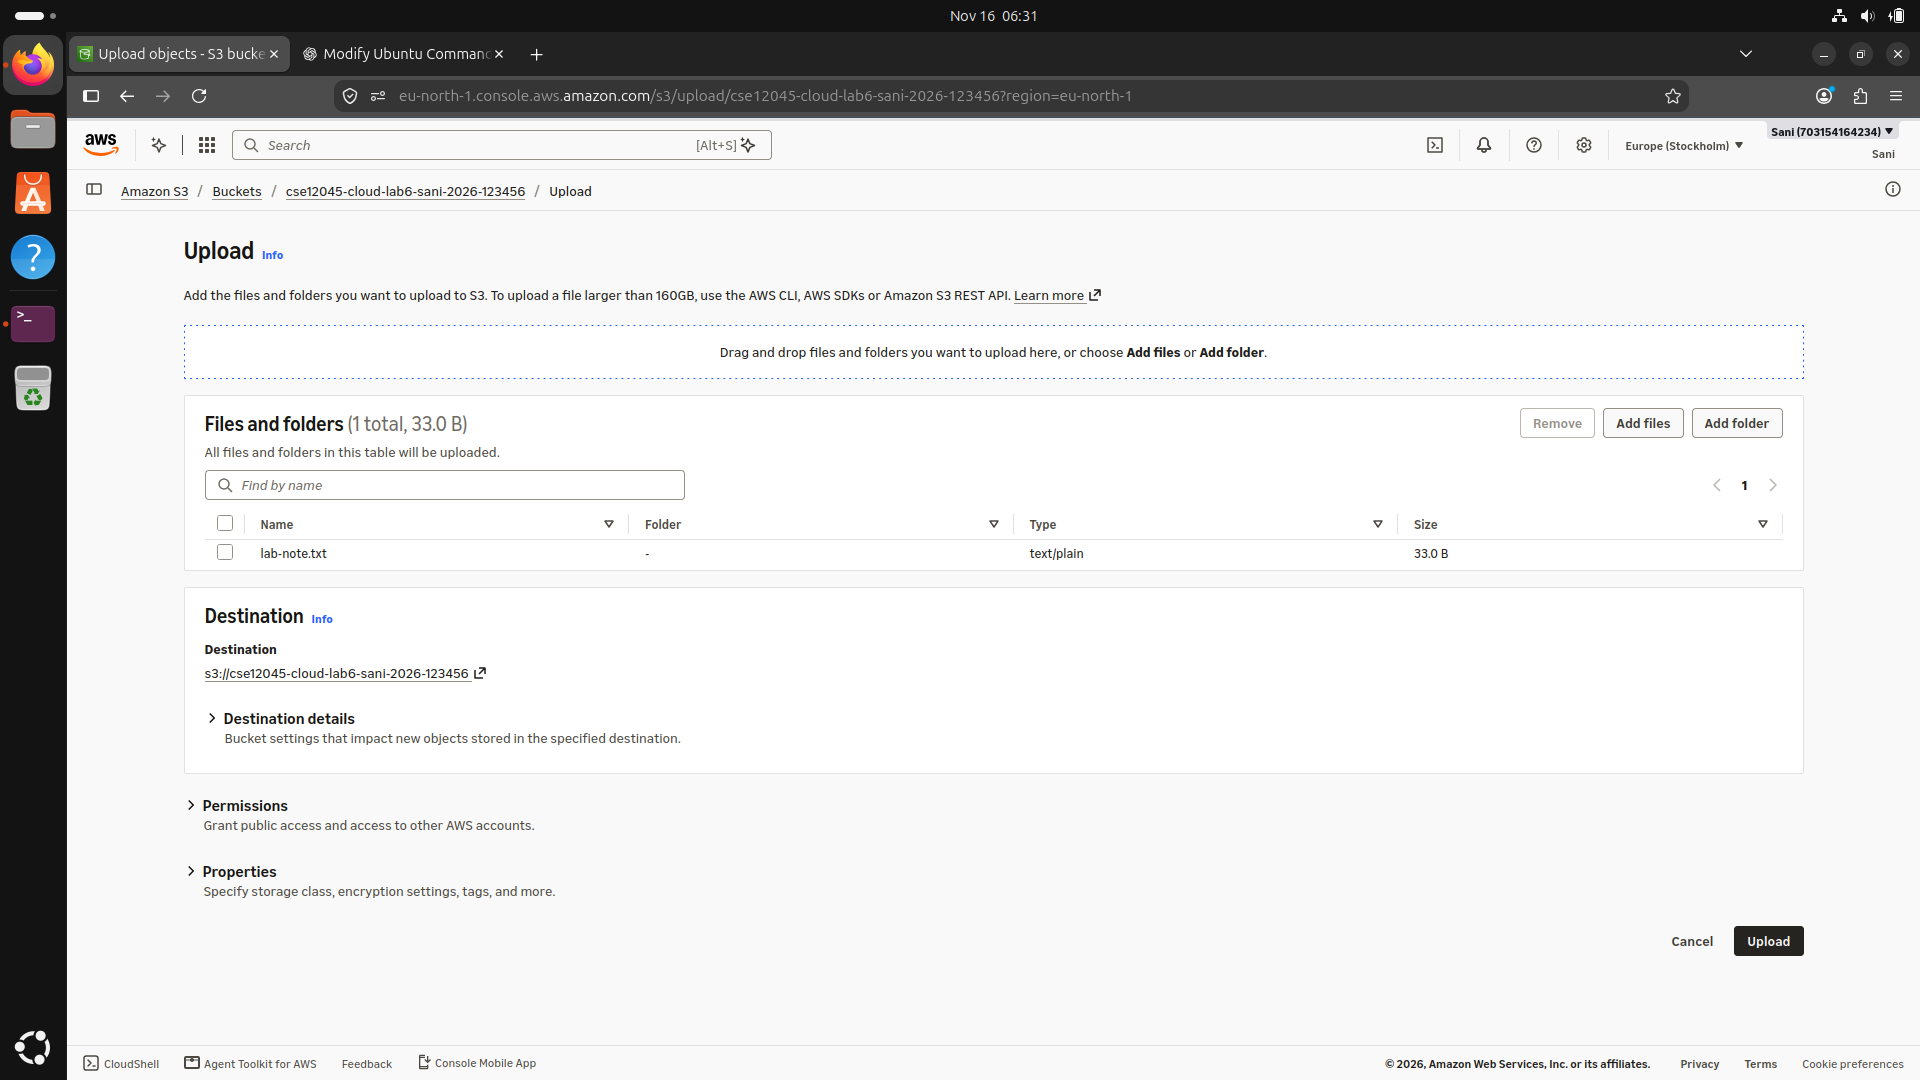 Nov 16 06:31
Upload objects - S3 bucke
Modify Ubuntu Comman
eu-north-1.console.aws.amazon.com/s3/upload/cse12045-cloud-lab6-sani-2026-123456?region=eu-north-1
aws
Search
[Alt+S]
Europe (Stockholm)
Sani (703154164234)
Sani
Amazon S3 / Buckets / cse12045-cloud-lab6-sani-2026-123456 / Upload
Upload Info
Add the files and folders you want to upload to S3. To upload a file larger than 160GB, use the AWS CLI, AWS SDKs or Amazon S3 REST API. Learn more
Drag and drop files and folders you want to upload here, or choose Add files or Add folder.
Files and folders (1 total, 33.0 B)
Remove
Add files
Add folder
All files and folders in this table will be uploaded.
Find by name
1
Name Folder Type Size
lab-note.txt - text/plain 33.0 B
Destination Info
Destination
s3://cse12045-cloud-lab6-sani-2026-123456
Destination details
Bucket settings that impact new objects stored in the specified destination.
Permissions
Grant public access and access to other AWS accounts.
Properties
Specify storage class, encryption settings, tags, and more.
Cancel
Upload
CloudShell
Agent Toolkit for AWS
Feedback
Console Mobile App
© 2026, Amazon Web Services, Inc. or its affiliates.
Privacy
Terms
Cookie preferences